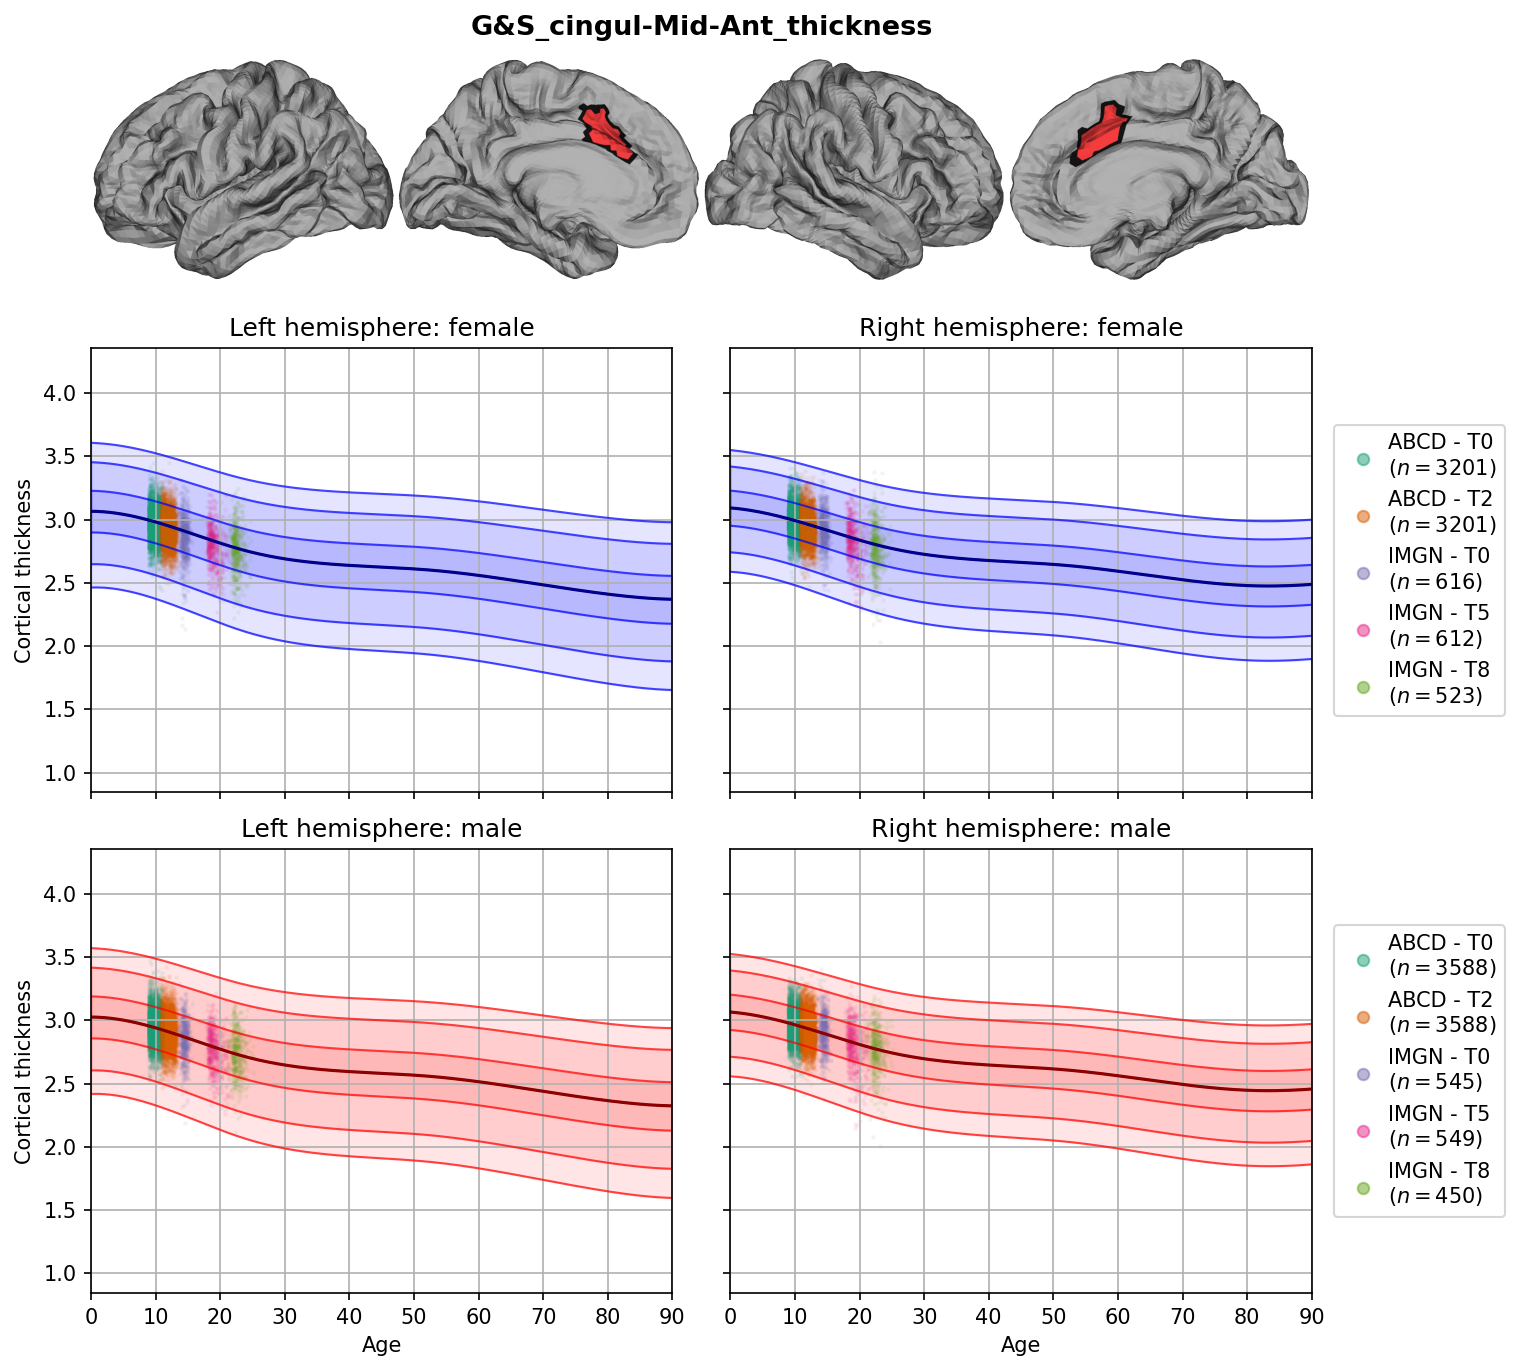 G&S_cingul-Mid-Ant_thickness
Left hemisphere: female
Right hemisphere: female
Cortical thickness
4.0
3.5
3.0
2.5
2.0
1.5
1.0
ABCD - T0
(n = 3201)
ABCD - T2
(n = 3201)
IMGN - T0
(n = 616)
IMGN - T5
(n = 612)
IMGN - T8
(n = 523)
Left hemisphere: male
Right hemisphere: male
Cortical thickness
4.0
3.5
3.0
2.5
2.0
1.5
1.0
0 10 20 30 40 50 60 70 80 90
0 10 20 30 40 50 60 70 80 90
Age
Age
ABCD - T0
(n = 3588)
ABCD - T2
(n = 3588)
IMGN - T0
(n = 545)
IMGN - T5
(n = 549)
IMGN - T8
(n = 450)